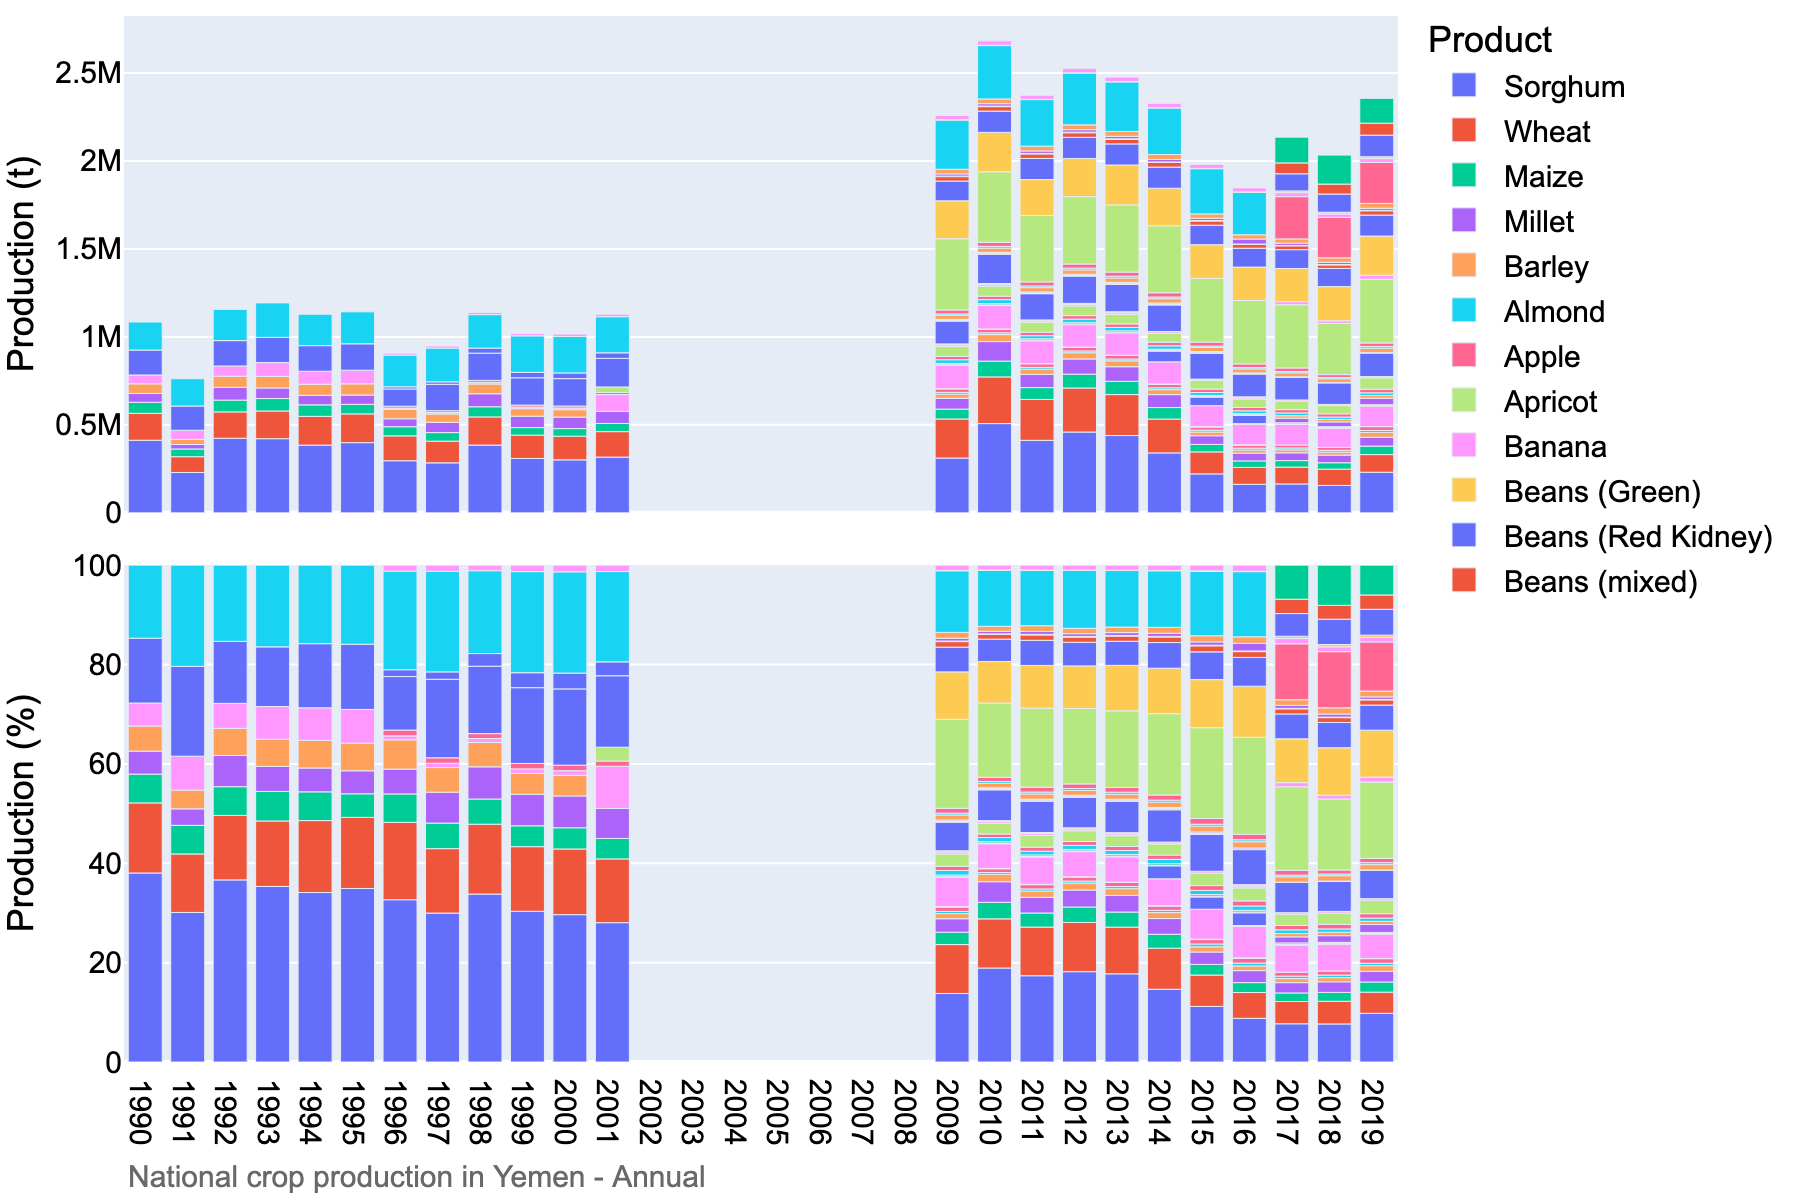 Production (t)
2.5M
2M
1.5M
1M
0.5M
0
Production (%)
100
80
60
40
20
0
1990
1991
1992
1993
1994
1995
1996
1997
1998
1999
2000
2001
2002
2003
2004
2005
2006
2007
2008
2009
2010
2011
2012
2013
2014
2015
2016
2017
2018
2019
National crop production in Yemen - Annual
Product
Sorghum
Wheat
Maize
Millet
Barley
Almond
Apple
Apricot
Banana
Beans (Green)
Beans (Red Kidney)
Beans (mixed)